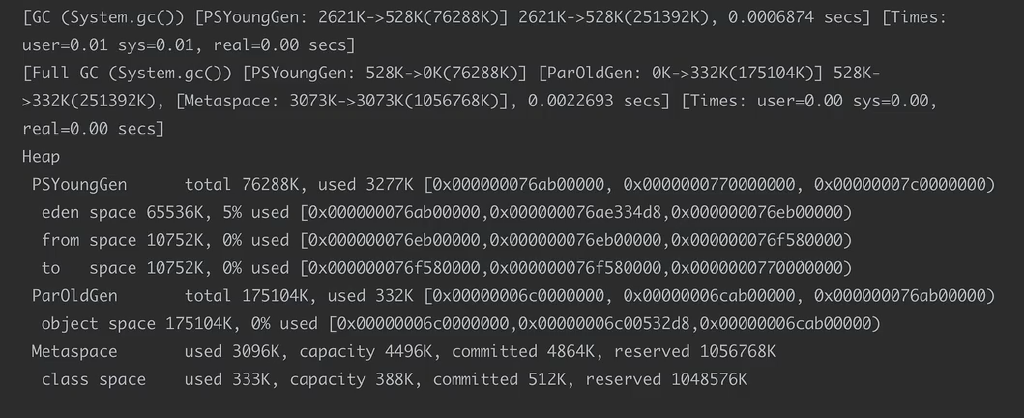 [GC (System.gc()) [PSYoungGen: 2621K->528K(76288K)] 2621K->528K(251392K), 0.0006874 secs] [Times:
user=0.01 sys=0.01, real=0.00 secs]
[Full GC (System.gc()) [PSYoungGen: 528K->0K(76288K)] [ParOldGen: 0K->332K(175104K)] 528K-
>332K(251392K), [Metaspace: 3073K->3073K(1056768K)], 0.0022693 secs] [Times: user=0.00 sys=0.00,
real=0.00 secs]
Heap
 PSYoungGen      total 76288K, used 3277K [0x000000076ab00000, 0x0000000770000000, 0x00000007c0000000)
  eden space 65536K, 5% used [0x000000076ab00000,0x000000076ae334d8,0x000000076eb00000)
  from space 10752K, 0% used [0x000000076eb00000,0x000000076eb00000,0x000000076f580000)
  to   space 10752K, 0% used [0x000000076f580000,0x000000076f580000,0x0000000770000000)
 ParOldGen       total 175104K, used 332K [0x00000006c0000000, 0x00000006cab00000, 0x000000076ab00000)
  object space 175104K, 0% used [0x00000006c0000000,0x00000006c00532d8,0x00000006cab00000)
 Metaspace       used 3096K, capacity 4496K, committed 4864K, reserved 1056768K
  class space    used 333K, capacity 388K, committed 512K, reserved 1048576K